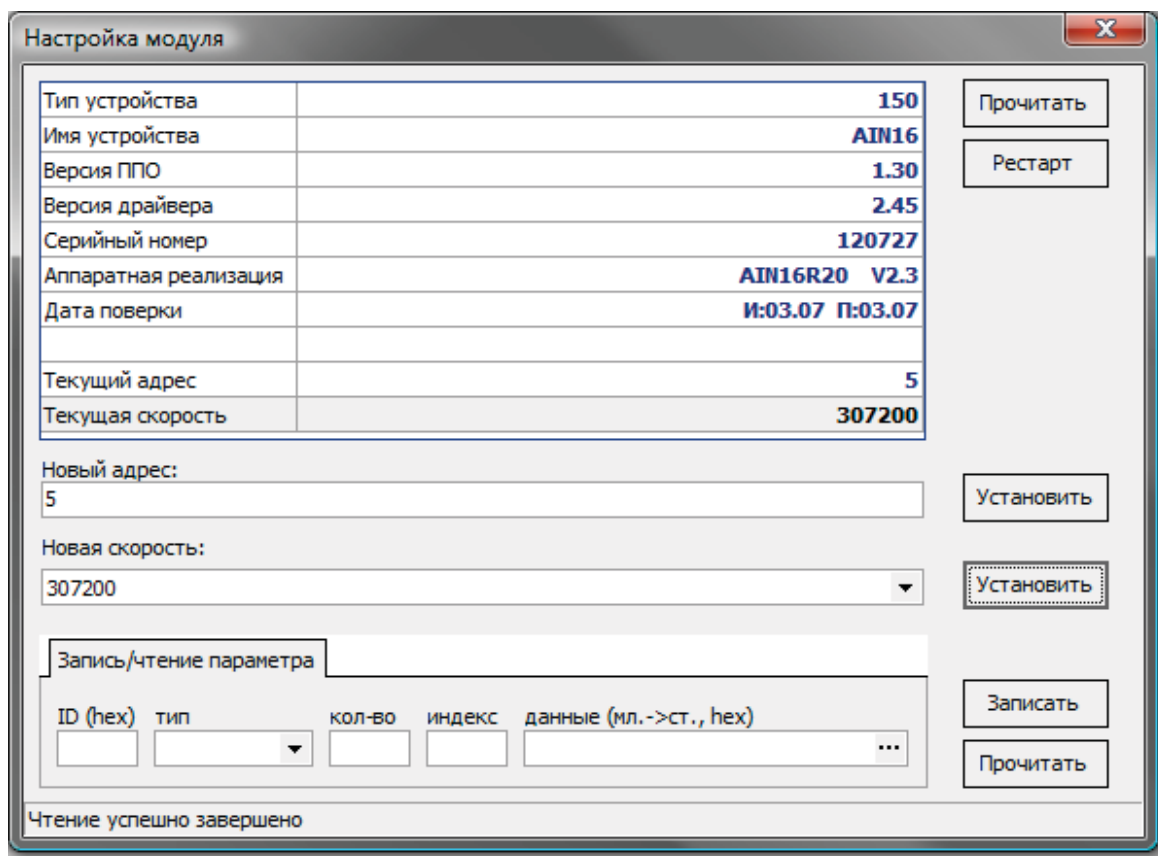 Настройка модуля
Тип устройства 150 Прочитать
Имя устройства AIN16
Версия ППО 1.30 Рестарт
Версия драйвера 2.45
Серийный номер 120727
Аппаратная реализация AIN16R20 V2.3
Дата поверки И:03.07 П:03.07
Текущий адрес 5
Текущая скорость 307200
Новый адрес:
5 Установить
Новая скорость:
307200 Установить
Запись/чтение параметра
ID (hex) тип кол-во индекс данные (мл.->ст., hex) Записать
... Прочитать
Чтение успешно завершено